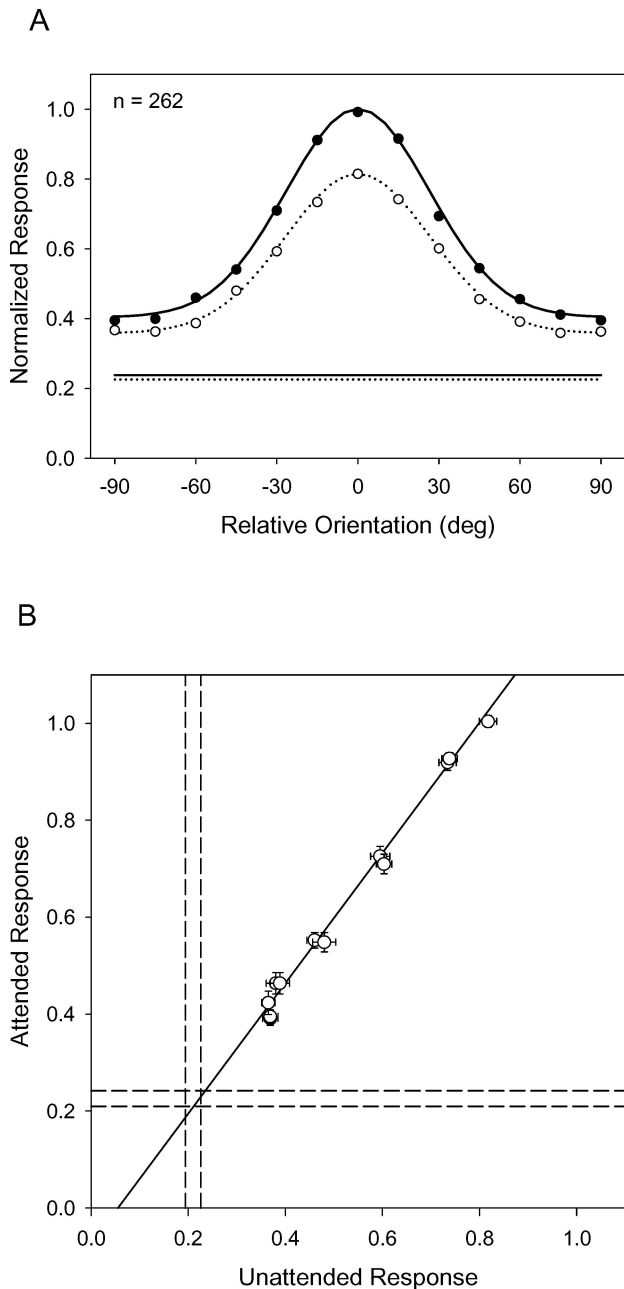 A
n = 262
Normalized Response
1.0
0.8
0.6
0.4
0.2
0.0
-90 -60 -30 0 30 60 90
Relative Orientation (deg)
B
Attended Response
1.0
0.8
0.6
0.4
0.2
0.0
0.0 0.2 0.4 0.6 0.8 1.0
Unattended Response